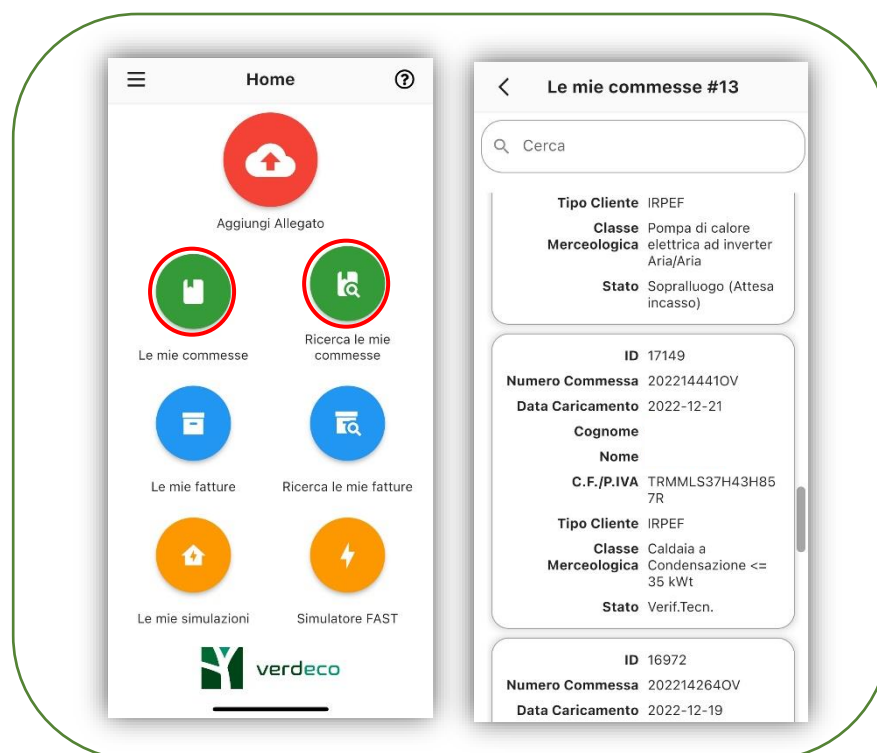 Home
Aggiungi Allegato
Le mie commesse
Ricerca le mie
commesse
Le mie fatture
Ricerca le mie fatture
Le mie simulazioni
Simulatore FAST
verdeco
Le mie commesse #13
Cerca
Tipo Cliente IRPEF
Classe Pompa di calore
Merceologica elettrica ad inverter
Aria/Aria
Stato Sopralluogo (Attesa
incasso)
ID 17149
Numero Commessa 202214441OV
Data Caricamento 2022-12-21
Cognome
Nome
C.F./P.IVA TRMMLS37H43H85
7R
Tipo Cliente IRPEF
Classe Caldaia a
Merceologica Condensazione <=
35 kWt
Stato Verif.Tecn.
ID 16972
Numero Commessa 202214264OV
Data Caricamento 2022-12-19